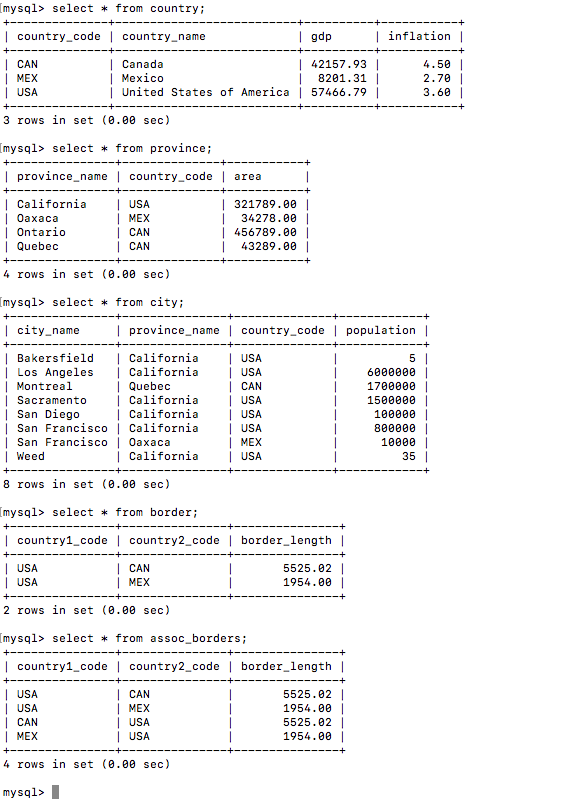 [mysql> select * from country;
+--------------+--------------------------+----------+-----------+
| country_code | country_name             | gdp      | inflation |
+--------------+--------------------------+----------+-----------+
| CAN          | Canada                   | 42157.93 |      4.50 |
| MEX          | Mexico                   |  8201.31 |      2.70 |
| USA          | United States of America | 57466.79 |      3.60 |
+--------------+--------------------------+----------+-----------+
3 rows in set (0.00 sec)
[mysql> select * from province;
+---------------+--------------+-----------+
| province_name | country_code | area      |
+---------------+--------------+-----------+
| California    | USA          | 321789.00 |
| Oaxaca        | MEX          |  34278.00 |
| Ontario       | CAN          | 456789.00 |
| Quebec        | CAN          |  43289.00 |
+---------------+--------------+-----------+
4 rows in set (0.00 sec)
[mysql> select * from city;
+---------------+---------------+--------------+------------+
| city_name     | province_name | country_code | population |
+---------------+---------------+--------------+------------+
| Bakersfield   | California    | USA          |          5 |
| Los Angeles   | California    | USA          |    6000000 |
| Montreal      | Quebec        | CAN          |    1700000 |
| Sacramento    | California    | USA          |    1500000 |
| San Diego     | California    | USA          |     100000 |
| San Francisco | California    | USA          |     800000 |
| San Francisco | Oaxaca        | MEX          |      10000 |
| Weed          | California    | USA          |         35 |
+---------------+---------------+--------------+------------+
8 rows in set (0.00 sec)
[mysql> select * from border;
+---------------+---------------+---------------+
| country1_code | country2_code | border_length |
+---------------+---------------+---------------+
| USA           | CAN           |       5525.02 |
| USA           | MEX           |       1954.00 |
+---------------+---------------+---------------+
2 rows in set (0.00 sec)
[mysql> select * from assoc_borders;
+---------------+---------------+---------------+
| country1_code | country2_code | border_length |
+---------------+---------------+---------------+
| USA           | CAN           |       5525.02 |
| USA           | MEX           |       1954.00 |
| CAN           | USA           |       5525.02 |
| MEX           | USA           |       1954.00 |
+---------------+---------------+---------------+
4 rows in set (0.00 sec)
mysql>